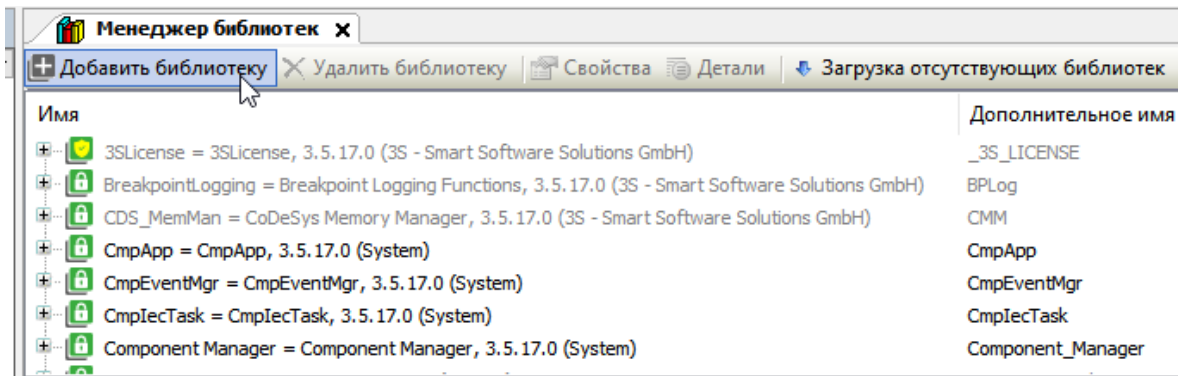 Менеджер библиотек
Добавить библиотеку Удалить библиотеку Свойства Детали Загрузка отсутствующих библиотек
Имя Дополнительное имя
3SLicense = 3SLicense, 3.5.17.0 (3S - Smart Software Solutions GmbH) _3S_LICENSE
BreakpointLogging = Breakpoint Logging Functions, 3.5.17.0 (3S - Smart Software Solutions GmbH) BPLog
CDS_MemMan = CoDeSys Memory Manager, 3.5.17.0 (3S - Smart Software Solutions GmbH) CMM
CmpApp = CmpApp, 3.5.17.0 (System) CmpApp
CmpEventMgr = CmpEventMgr, 3.5.17.0 (System) CmpEventMgr
CmpIecTask = CmpIecTask, 3.5.17.0 (System) CmpIecTask
Component Manager = Component Manager, 3.5.17.0 (System) Component_Manager